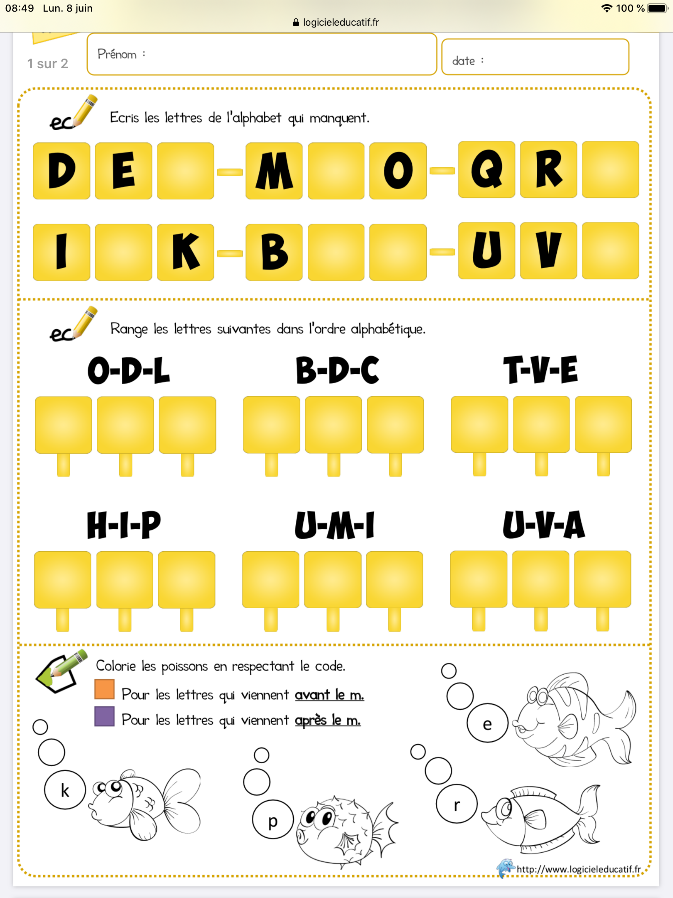 08:49 Lun. 8 juin 100 %
logicieleducatif.fr
1 sur 2
Prénom :
date :
Ecris les lettres de l'alphabet qui manquent.
D E M O Q R
I K B U V
Range les lettres suivantes dans l'ordre alphabétique.
O-D-L B-D-C T-V-E
H-I-P U-M-I U-V-A
Colorie les poissons en respectant le code.
Pour les lettres qui viennent avant le m.
Pour les lettres qui viennent après le m.
e
k
p
r
http://www.logicieleducatif.fr